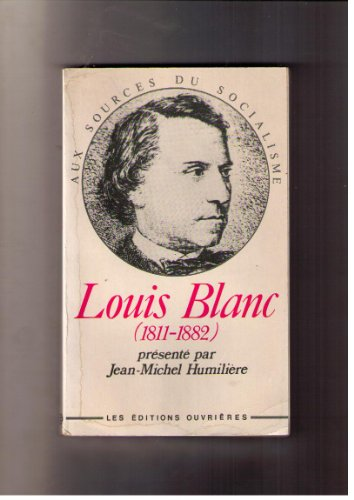 AUX SOURCES DU SOCIALISME
Louis Blanc
(1811-1882)
présenté par
Jean-Michel Humilière
LES ÉDITIONS OUVRIÈRES